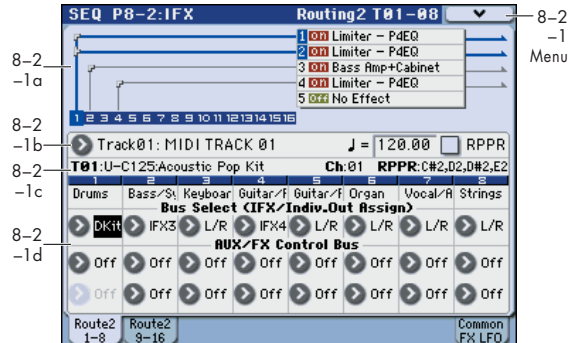 SEQ P8-2:IFX Routing2 T01-08
8-2
-1
Menu
1 On Limiter - P4EQ
2 On Limiter - P4EQ
3 On Bass Amp+Cabinet
4 On Limiter - P4EQ
5 Off No Effect
8-2
-1a
1 2 3 4 5 6 7 8 9 10 11 12 13 14 15 16
8-2
-1b
Track01: MIDI TRACK 01 ♩= 120.00 RPPR
8-2
-1c
T01:U-C125:Acoustic Pop Kit Ch:01 RPPR:C#2,D2,D#2,E2
1 2 3 4 5 6 7 8
Drums Bass/Sy Keyboar Guitar/F Guitar/F Organ Vocal/A Strings
Bus Select (IFX/Indiv.Out Assign)
8-2
-1d
DKit IFX3 L/R IFX4 L/R L/R L/R L/R
AUX/FX Control Bus
Off Off Off Off Off Off Off Off
Off Off Off Off Off Off Off Off
Route2
1-8
Route2
9-16
Common
FX LFO